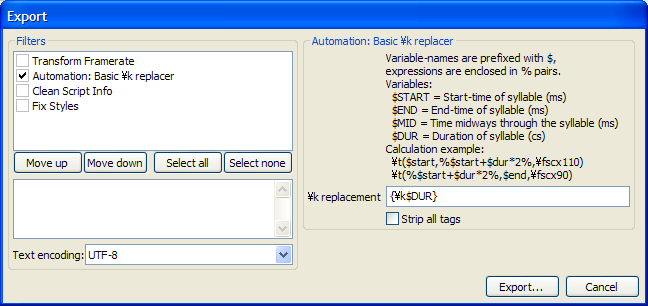 Export
Filters
Transform Framerate
Automation: Basic ¥k replacer
Clean Script Info
Fix Styles
Move up
Move down
Select all
Select none
Text encoding:
UTF-8
Automation: Basic ¥k replacer
Variable-names are prefixed with $,
expressions are enclosed in % pairs.
Variables:
$START = Start-time of syllable (ms)
$END = End-time of syllable (ms)
$MID = Time midways through the syllable (ms)
$DUR = Duration of syllable (cs)
Calculation example:
¥t($start,%$start+$dur*2%,¥fscx110)
¥t(%$start+$dur*2%,$end,¥fscx90)
¥k replacement
{¥k$DUR}
Strip all tags
Export...
Cancel